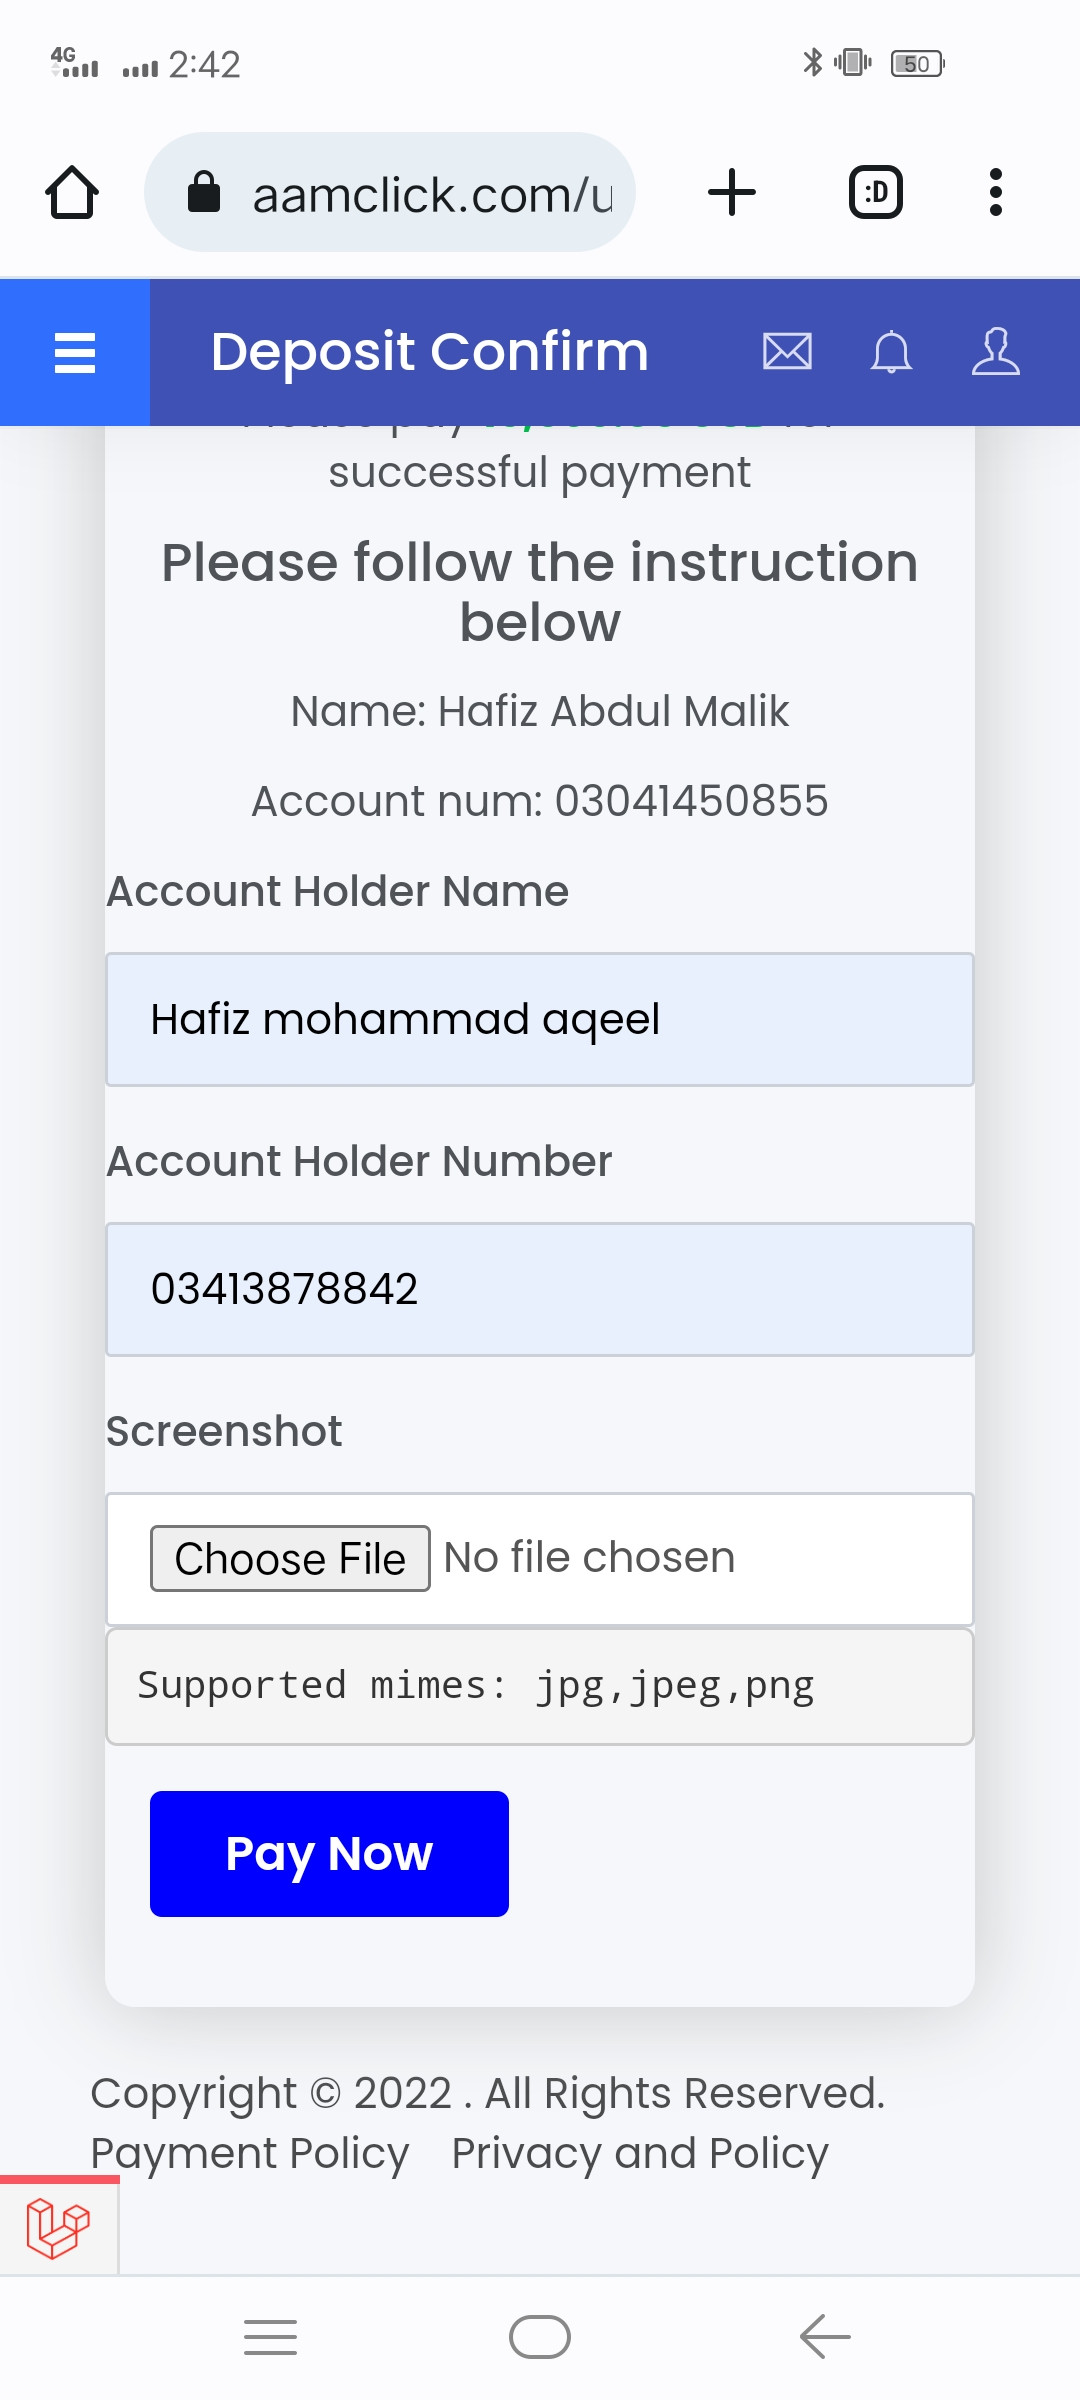 4G 2:42 50
aamclick.com/u
:D
Deposit Confirm
successful payment
Please follow the instruction
below
Name: Hafiz Abdul Malik
Account num: 03041450855
Account Holder Name
Hafiz mohammad aqeel
Account Holder Number
03413878842
Screenshot
Choose File No file chosen
Supported mimes: jpg,jpeg,png
Pay Now
Copyright © 2022 . All Rights Reserved.
Payment Policy Privacy and Policy